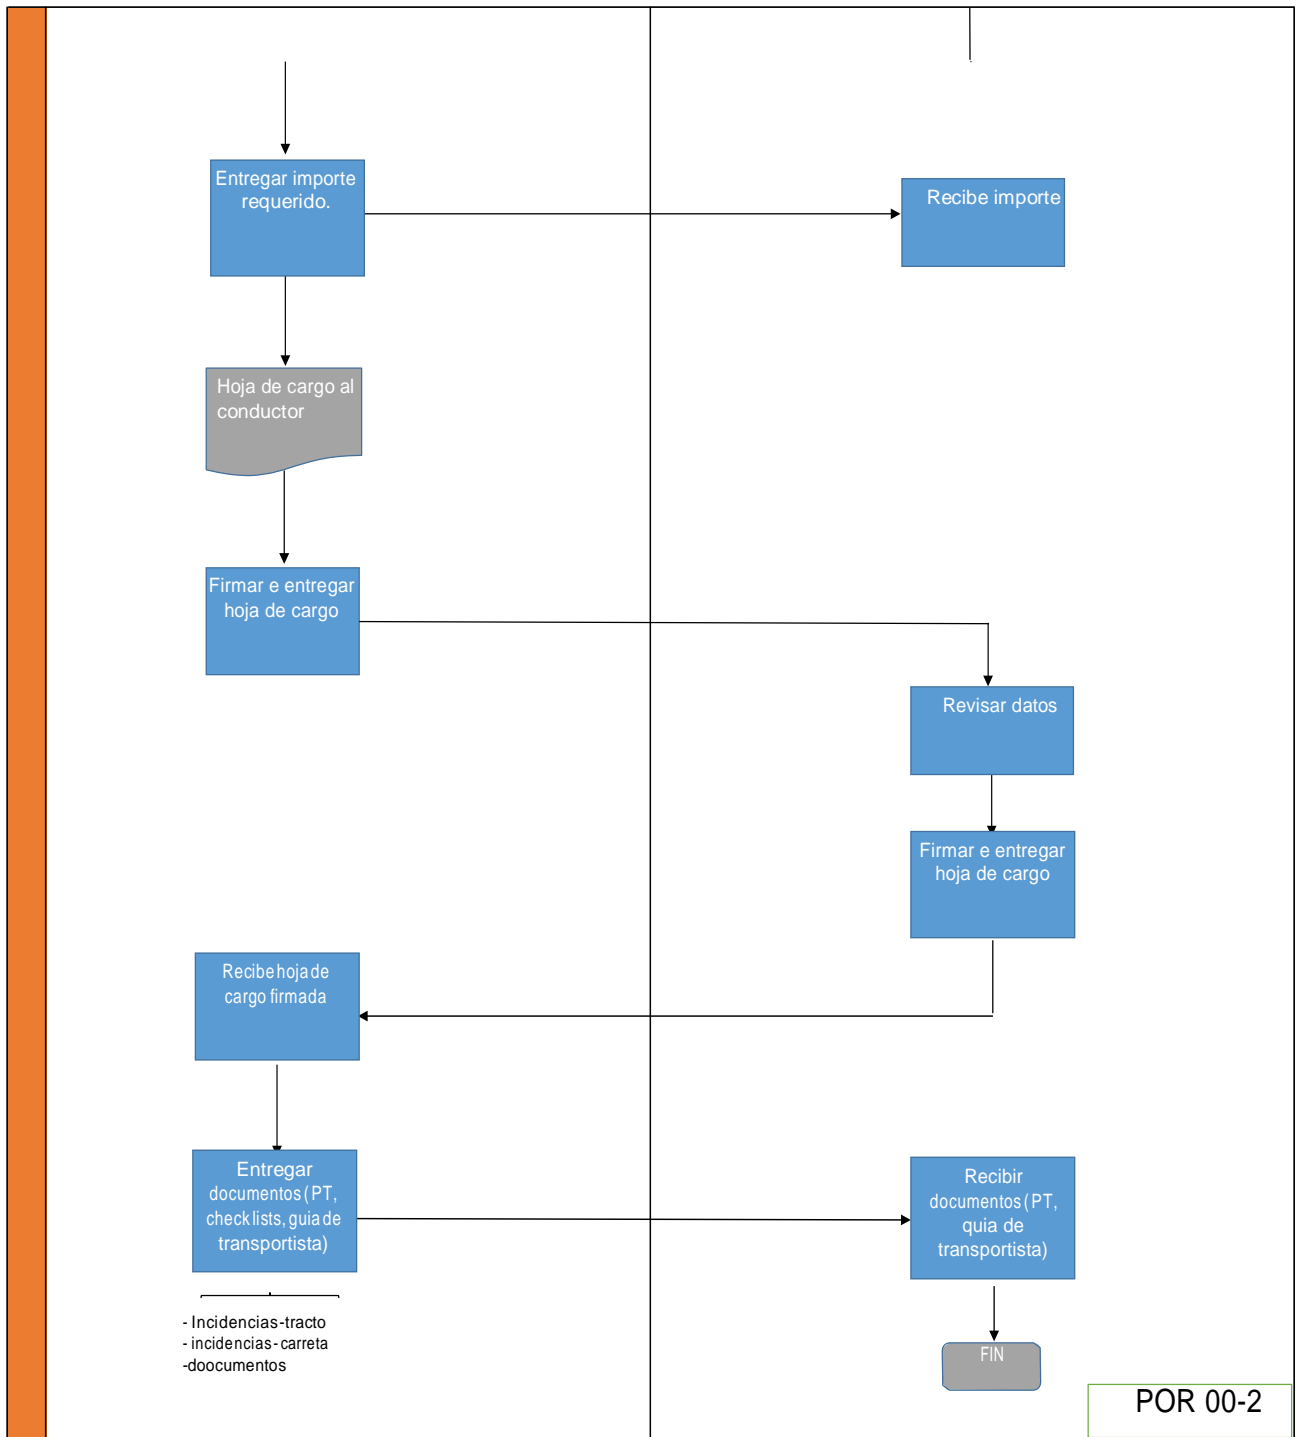 Entregar importe
requerido.
Recibe importe
Hoja de cargo al
conductor
Firmar e entregar
hoja de cargo
Revisar datos
Firmar e entregar
hoja de cargo
Recibe hoja de
cargo firmada
Entregar
documentos (PT,
check lists, guia de
transportista)
Recibir
documentos (PT,
quia de
transportista)
- Incidencias-tracto
- incidencias-carreta
-doocumentos
FIN
POR 00-2